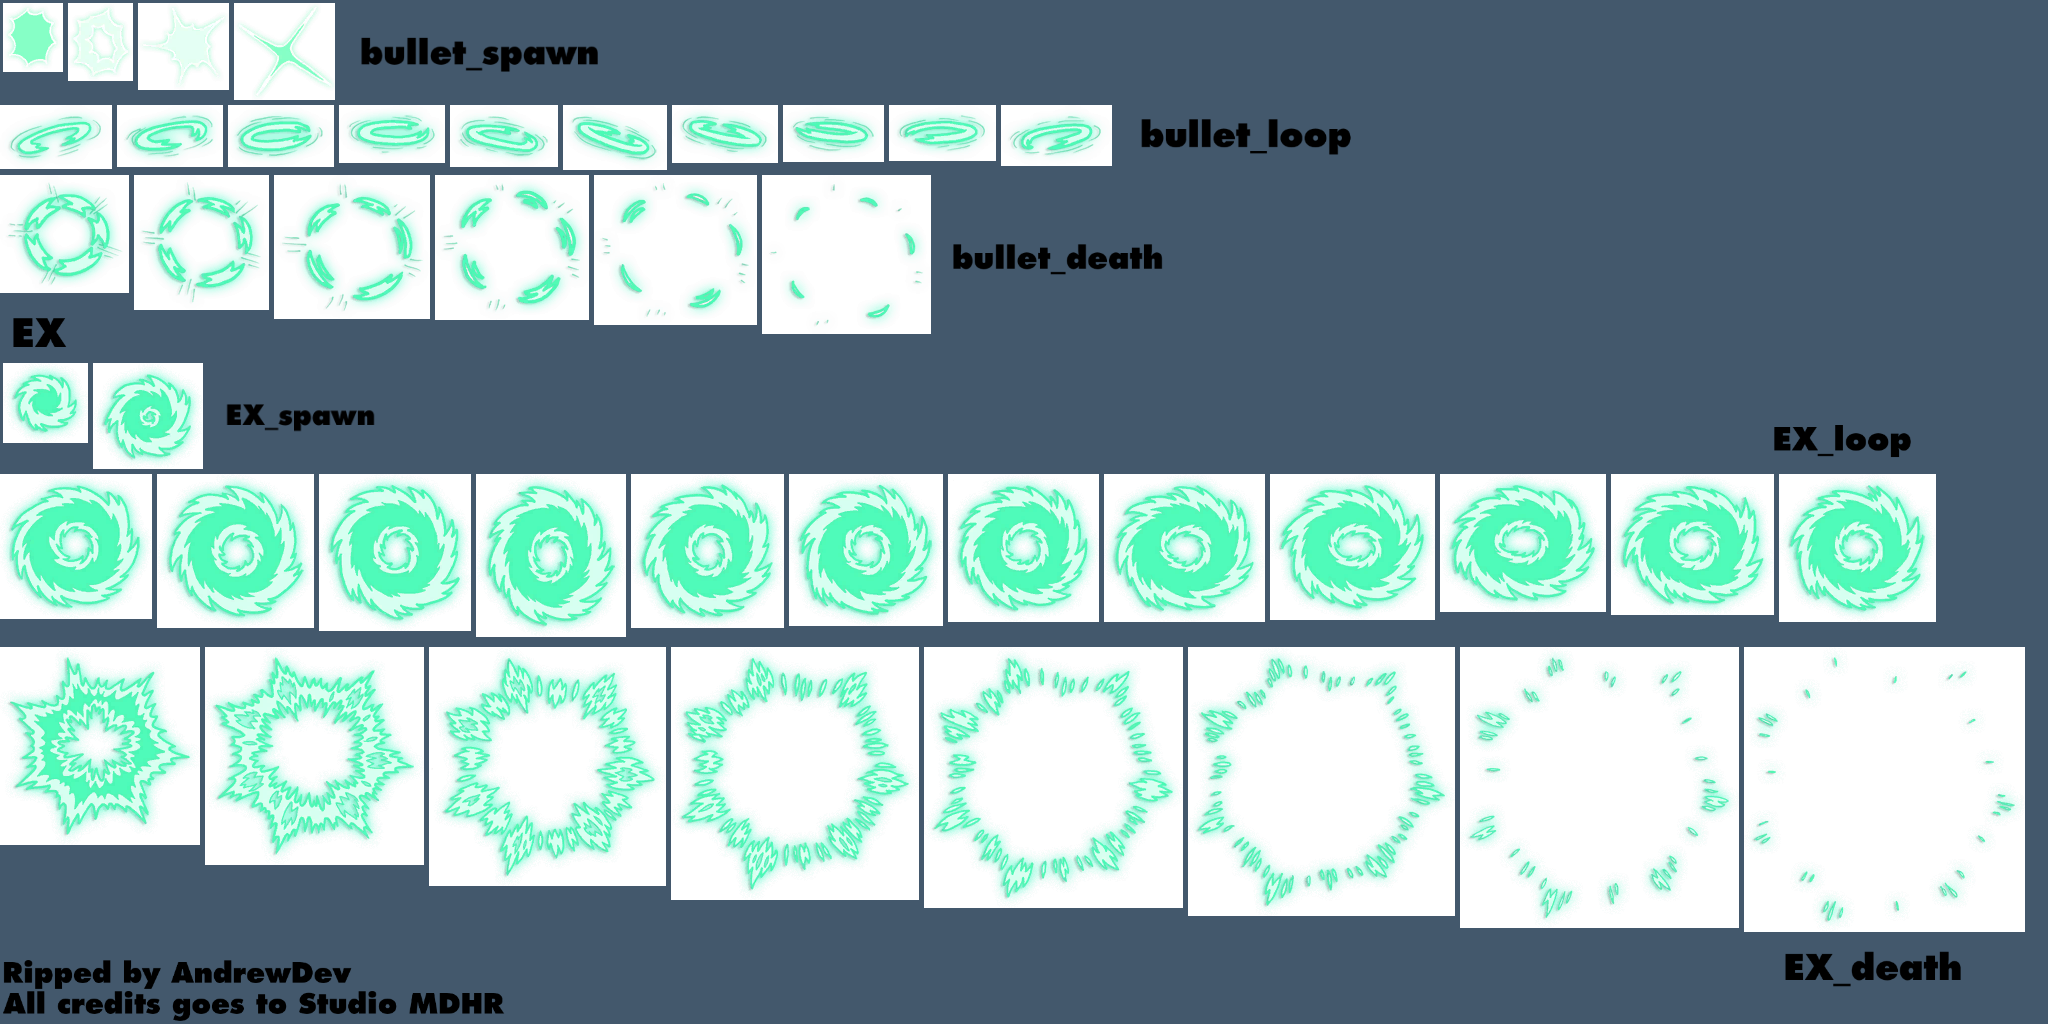 bullet_spawn
bullet_loop
bullet_death
EX
EX_spawn
EX_loop
EX_death
Ripped by AndrewDev
All credits goes to Studio MDHR